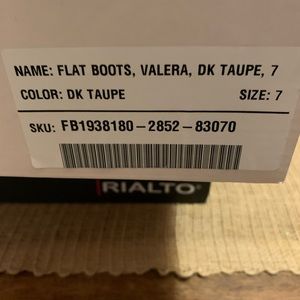 NAME: FLAT BOOTS, VALERA, DK TAUPE, 7
COLOR: DK TAUPE SIZE: 7
SKU: FB1938180-2852-83070
RIALTO®